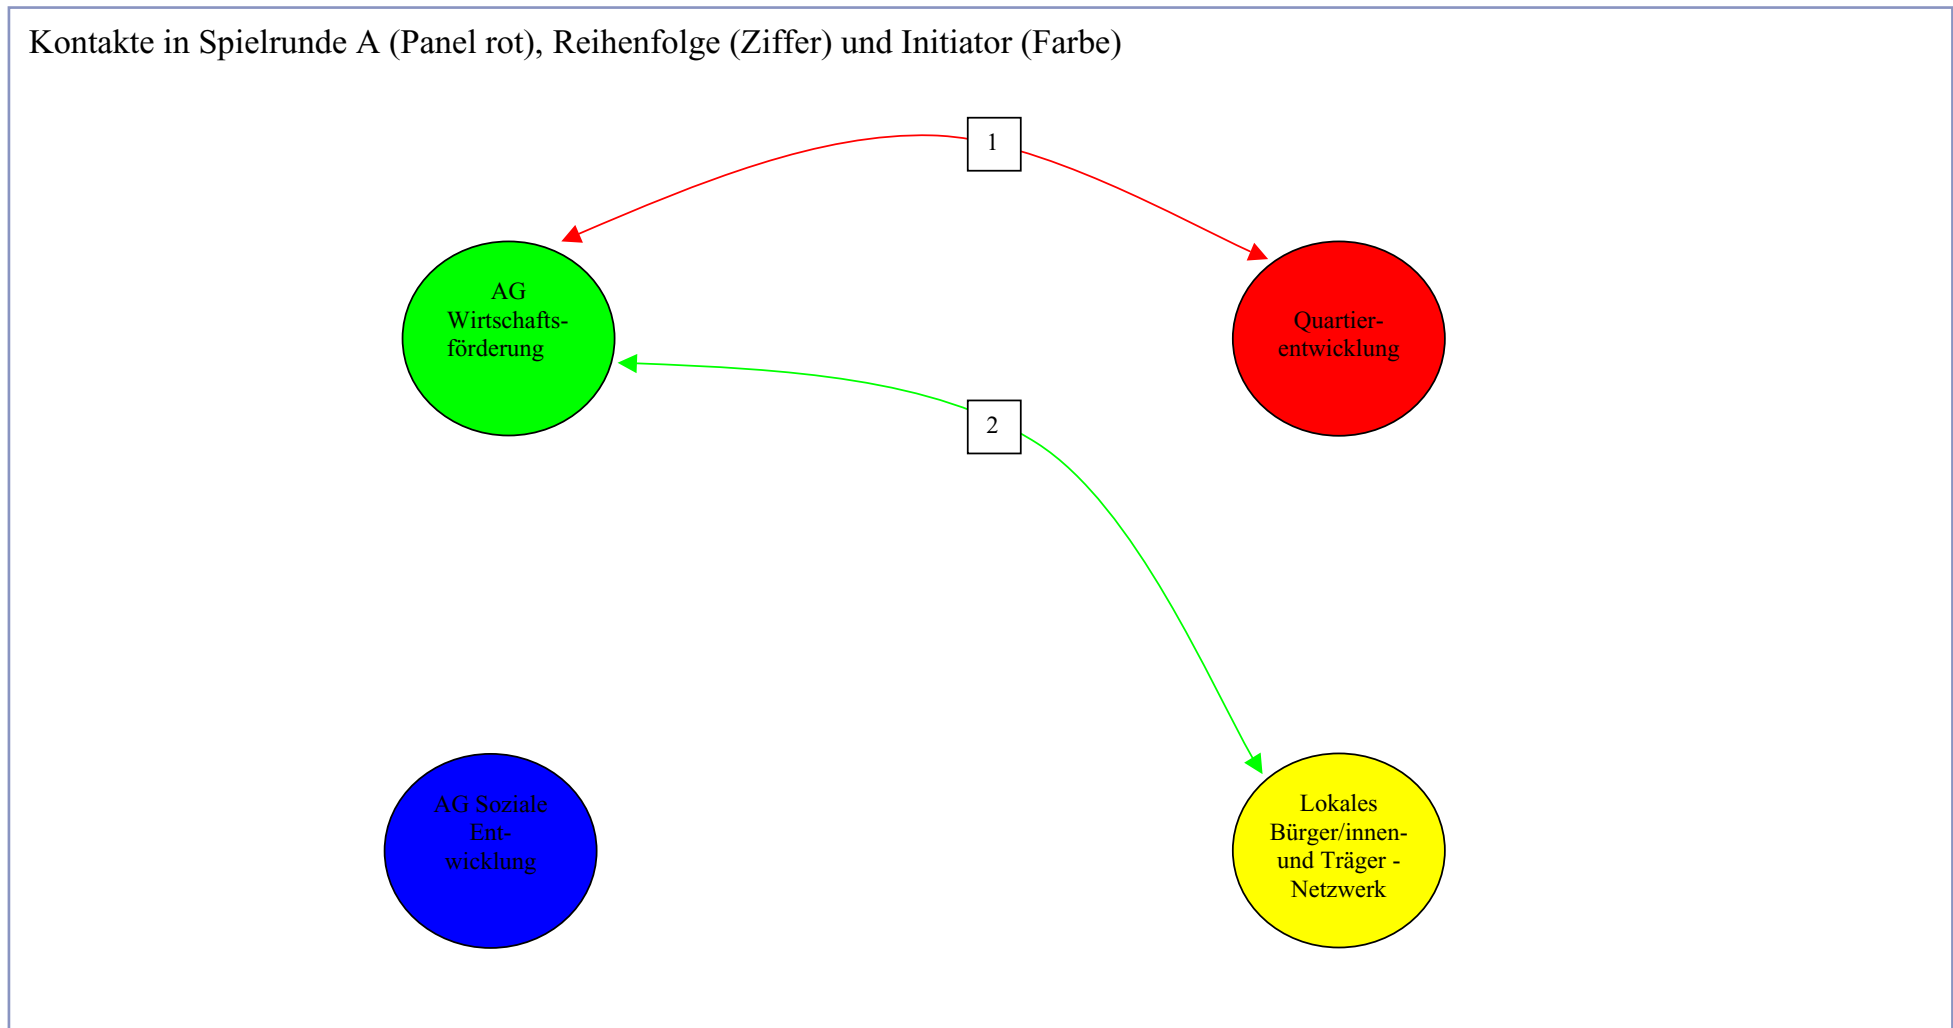 Kontakte in Spielrunde A (Panel rot), Reihenfolge (Ziffer) und Initiator (Farbe)
1
AG
Wirtschafts-
förderung
Quartier-
entwicklung
2
AG Soziale
Ent-
wicklung
Lokales
Bürger/innen-
und Träger -
Netzwerk